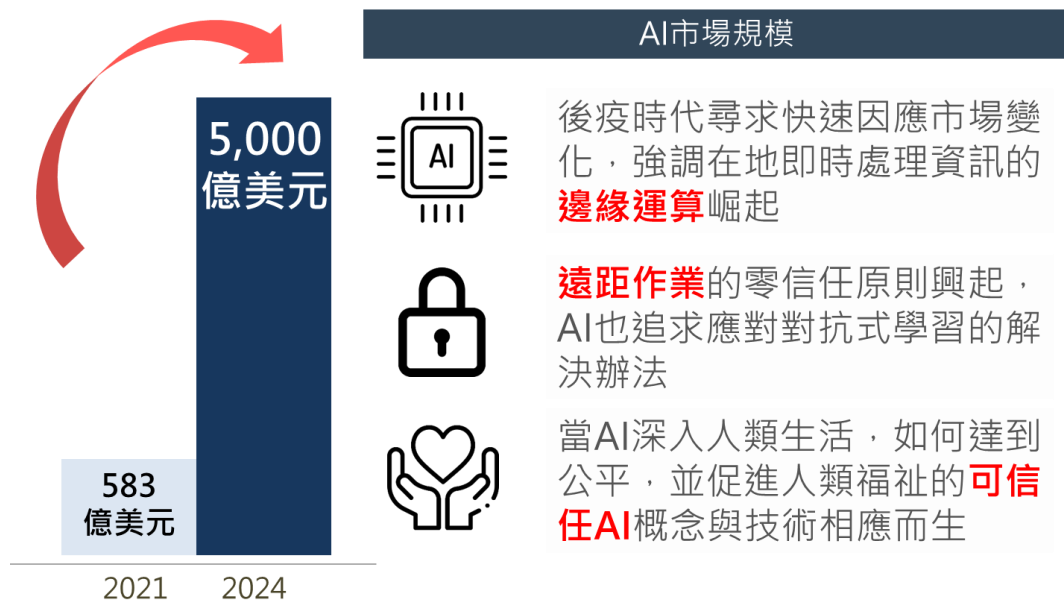 AI市場規模
5,000
億美元
583
億美元
2021
2024
AI
後疫時代尋求快速因應市場變
化，強調在地即時處理資訊的
邊緣運算崛起
遠距作業的零信任原則興起，
AI也追求應對對抗式學習的解
決辦法
當AI深入人類生活，如何達到
公平，並促進人類福祉的可信
任AI概念與技術相應而生